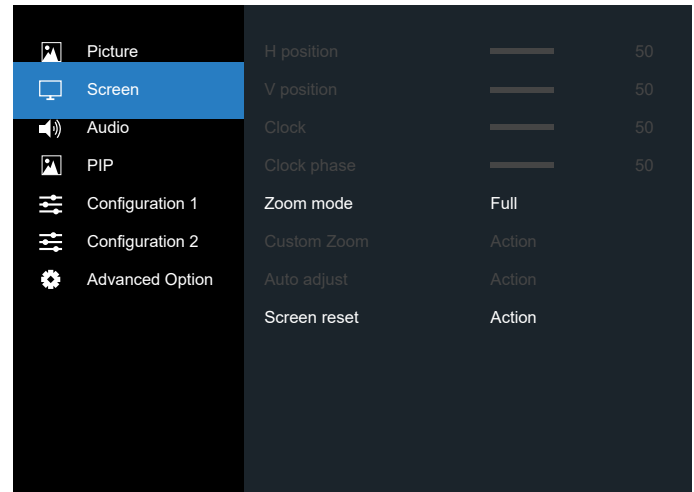 Picture
Screen
Audio
PIP
Configuration 1
Configuration 2
Advanced Option
H position 50
V position 50
Clock 50
Clock phase 50
Zoom mode Full
Custom Zoom Action
Auto adjust Action
Screen reset Action